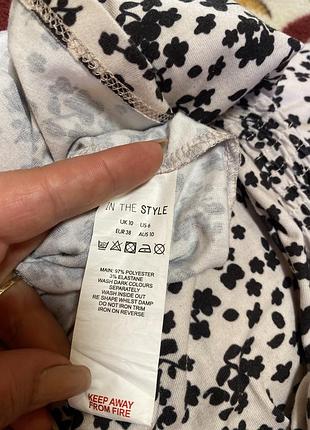 IN THE STYLE
UK 10 US 6
EUR 38 AUS 10
MAIN: 97% POLYESTER
3% ELASTANE
WASH DARK COLOURS
SEPARATELY
WASH INSIDE OUT
RE SHAPE WHILST DAMP
DO NOT IRON TRIM
IRON ON REVERSE
KEEP AWAY
FROM FIRE